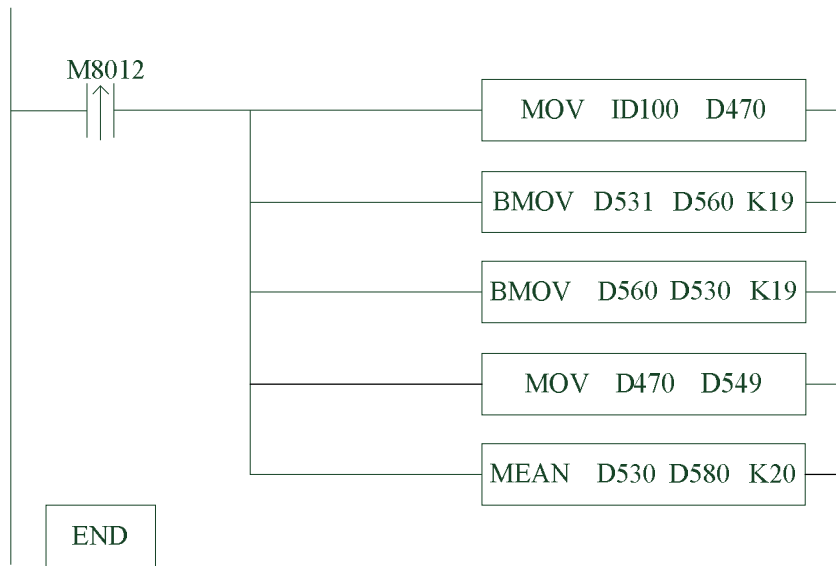 M8012
MOV ID100 D470
BMOV D531 D560 K19
BMOV D560 D530 K19
MOV D470 D549
MEAN D530 D580 K20
END